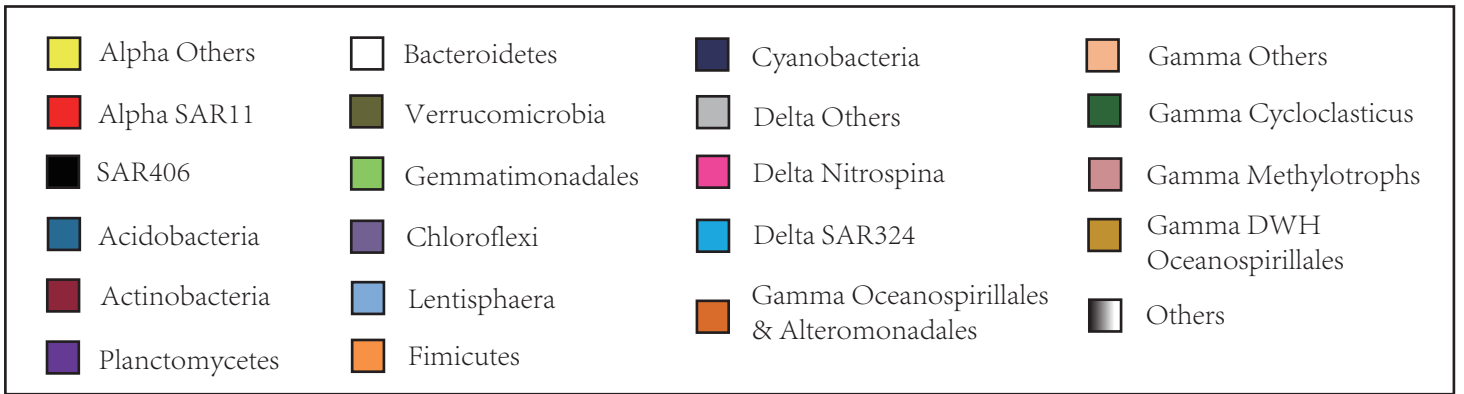 Alpha Others
Alpha SAR11
SAR406
Acidobacteria
Actinobacteria
Planctomycetes
Bacteroidetes
Verrucomicrobia
Gemmatimonadales
Chloroflexi
Lentisphaera
Fimicutes
Cyanobacteria
Delta Others
Delta Nitrospina
Delta SAR324
Gamma Oceanospirillales
& Alteromonadales
Gamma Others
Gamma Cycloclasticus
Gamma Methylotrophs
Gamma DWH
Oceanospirillales
Others